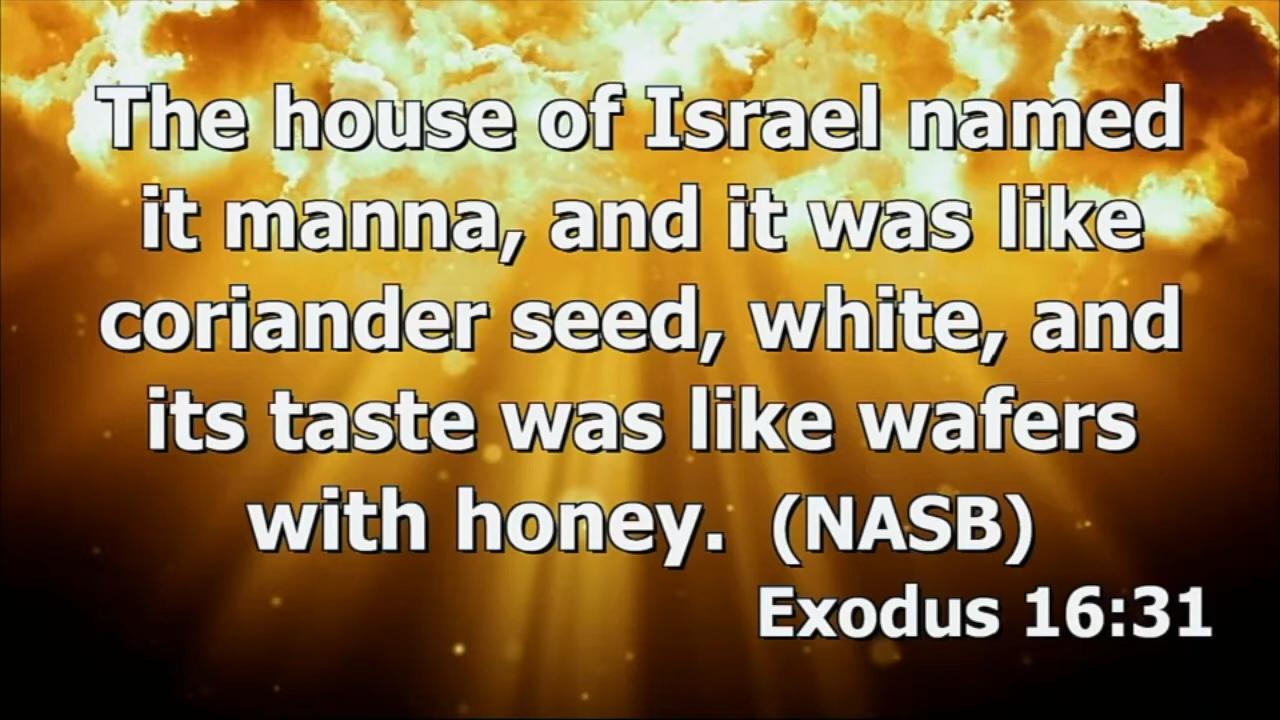 The house of Israel named
it manna, and it was like
coriander seed, white, and
its taste was like wafers
with honey. (NASB)
Exodus 16:31